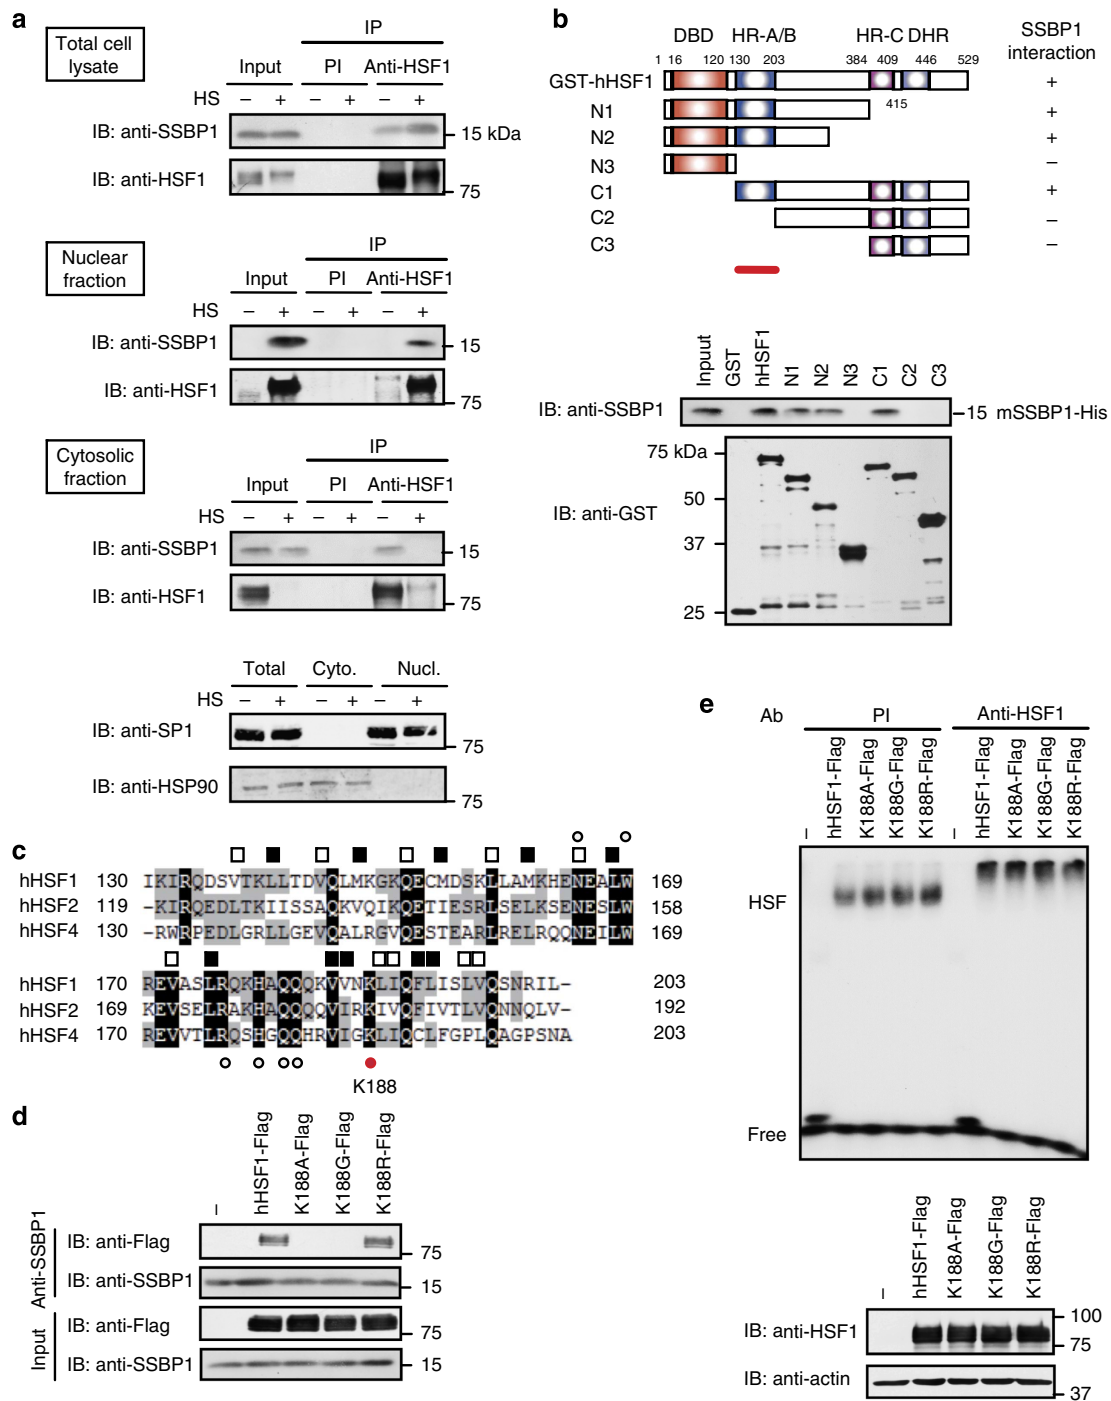 a
Total cell
lysate
IP
Input PI Anti-HSF1
HS – + – + – +
IB: anti-SSBP1 15 kDa
IB: anti-HSF1 75
Nuclear
fraction
IP
Input PI Anti-HSF1
HS – + – + – +
IB: anti-SSBP1 15
IB: anti-HSF1 75
Cytosolic
fraction
IP
Input PI Anti-HSF1
HS – + – + – +
IB: anti-SSBP1 15
IB: anti-HSF1 75
Total Cyto. Nucl.
HS – + – + – +
IB: anti-SP1 75
IB: anti-HSP90 75
b
DBD HR-A/B HR-C DHR SSBP1
interaction
1 16 120 130 203 384 409 446 529
GST-hHSF1 +
415
N1 +
N2 +
N3 –
C1 +
C2 –
C3 –
Input GST hHSF1 N1 N2 N3 C1 C2 C3
IB: anti-SSBP1 15 mSSBP1-His
75 kDa
50
IB: anti-GST
37
25
c
hHSF1 130 IKIRQDSVTKLLTDVQLMKGKQECMDSKLLAMKHENEALW 169
hHSF2 119 -KIRQEDLTKIISSAQKVQIKQETIESRLSELKSENESLW 158
hHSF4 130 -RWRPEDLGRLLGEVQALRGVQESTEARLRELRQQNEILW 169
hHSF1 170 REVASLRQKHAQQQKVVNKLIQFLISLVQSNRIL- 203
hHSF2 169 KEVSELRAKHAQQQQVIRKIVQFIVTLVQNNQLV- 192
hHSF4 170 REVVTLRQSHGQQHRVIGKLIQCLFGPLQAGPSNA 203
K188
d
– hHSF1-Flag K188A-Flag K188G-Flag K188R-Flag
Anti-SSBP1
IB: anti-Flag 75
IB: anti-SSBP1 15
Input
IB: anti-Flag 75
IB: anti-SSBP1 15
e
Ab PI Anti-HSF1
– hHSF1-Flag K188A-Flag K188G-Flag K188R-Flag – hHSF1-Flag K188A-Flag K188G-Flag K188R-Flag
HSF
Free
– hHSF1-Flag K188A-Flag K188G-Flag K188R-Flag
100
IB: anti-HSF1 75
IB: anti-actin
37